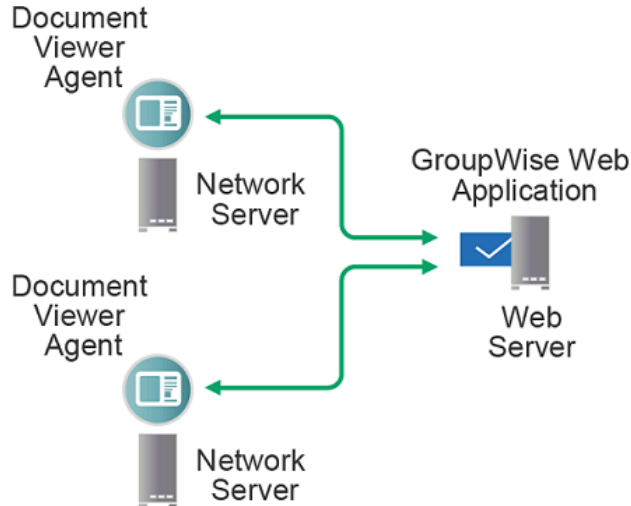 Document
Viewer
Agent
Network
Server
GroupWise Web
Application
Web
Server
Document
Viewer
Agent
Network
Server